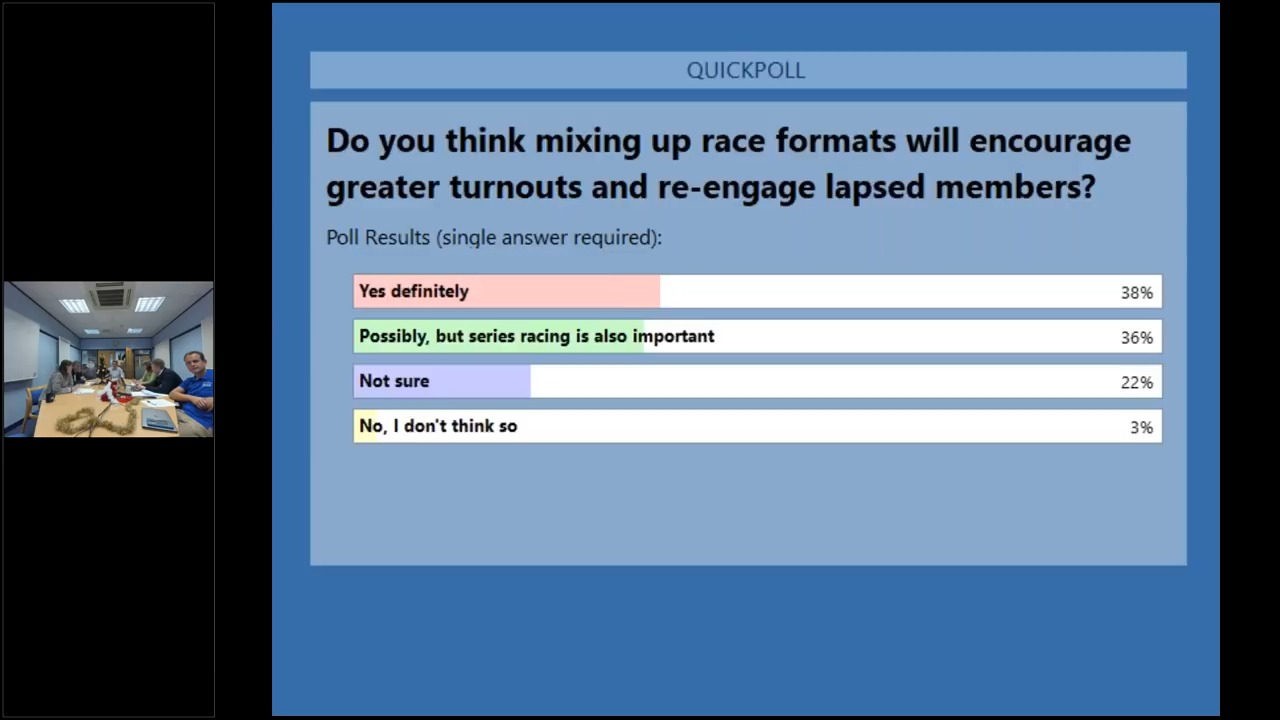 QUICKPOLL
Do you think mixing up race formats will encourage
greater turnouts and re-engage lapsed members?
Poll Results (single answer required):
Yes definitely 38%
Possibly, but series racing is also important 36%
Not sure 22%
No, I don't think so 3%